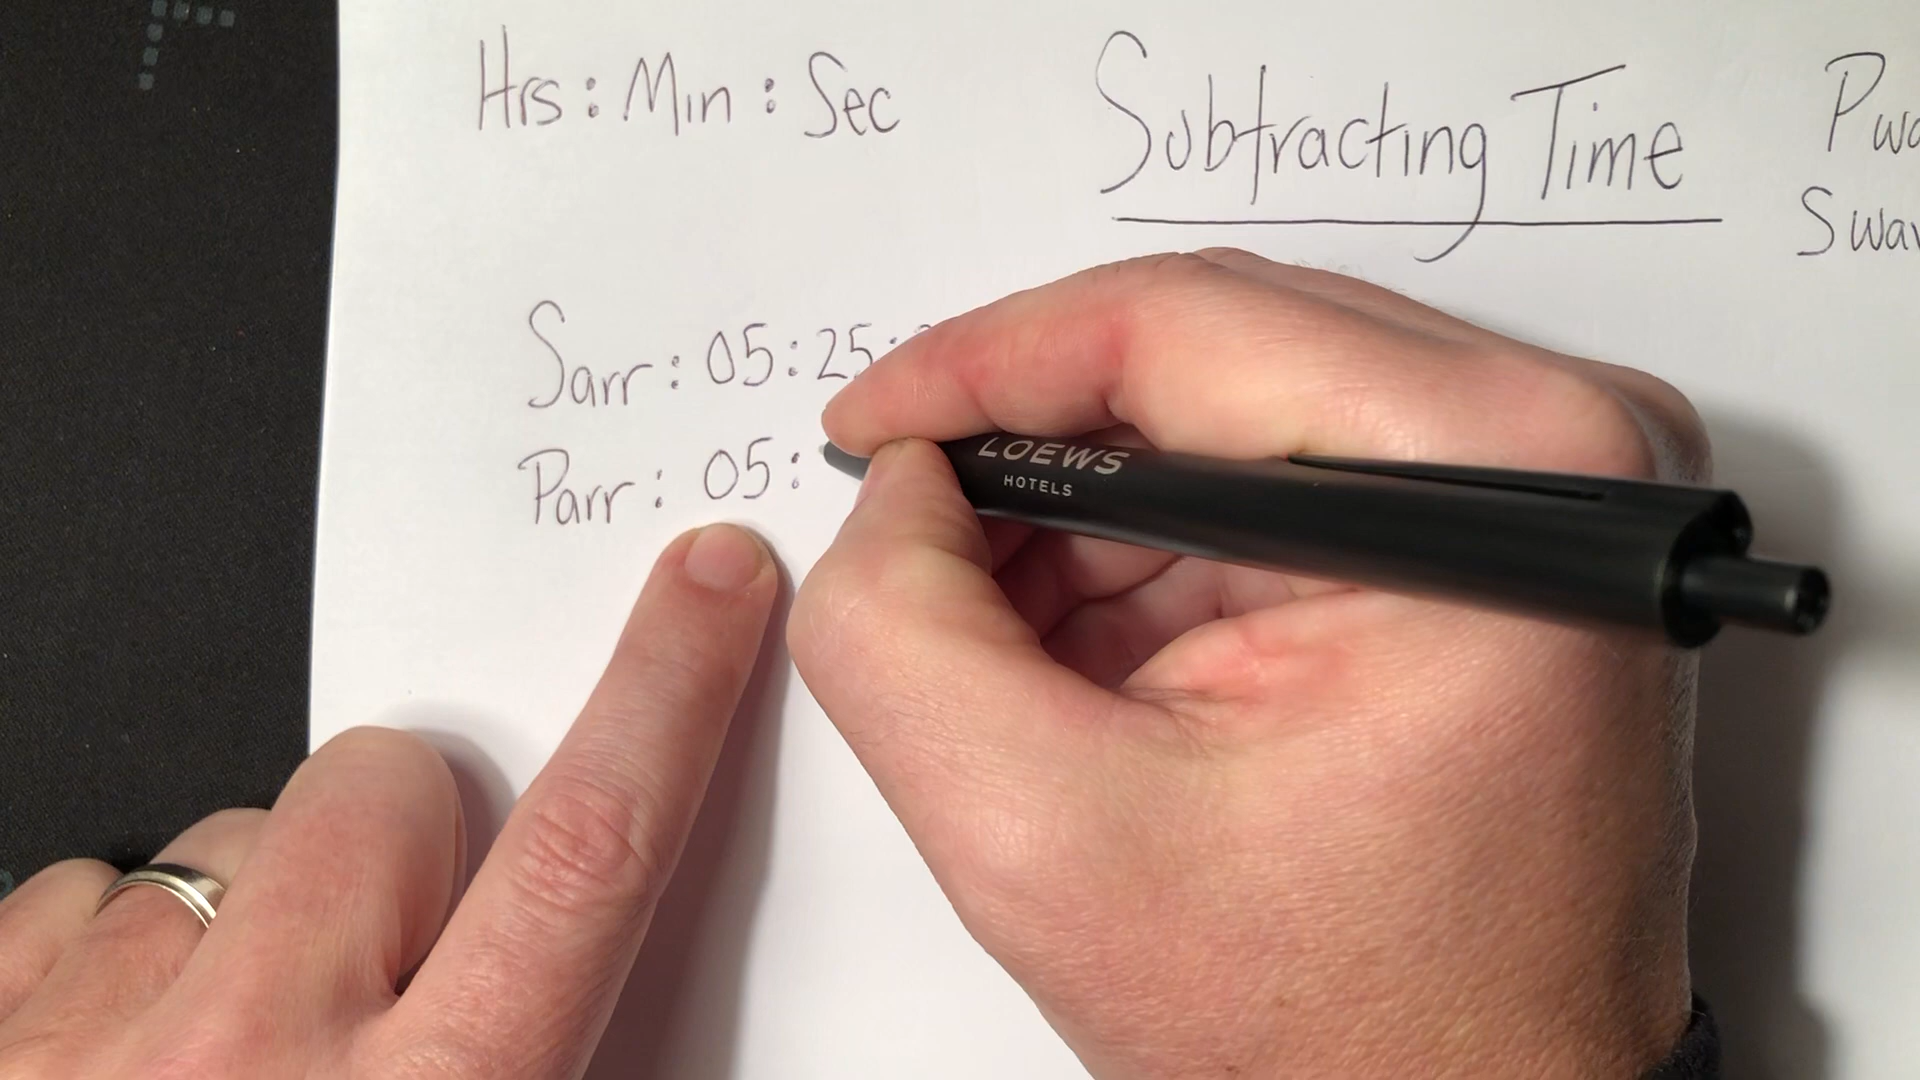 Hrs : Min : Sec
Subtracting Time
Sarr : 05:25:
Parr : 05:
LOEWS
HOTELS